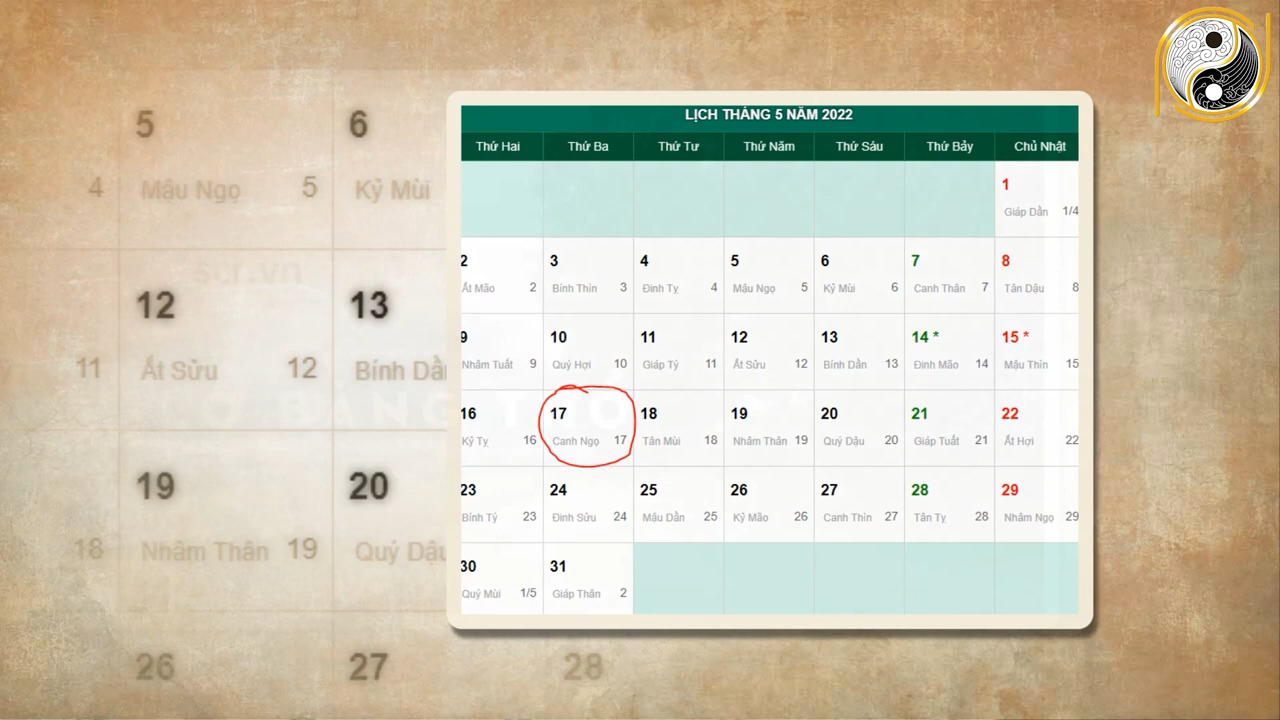 LỊCH THÁNG 5 NĂM 2022
Thứ Hai Thứ Ba Thứ Tư Thứ Năm Thứ Sáu Thứ Bảy Chủ Nhật
1
Giáp Dần 1/4
2 3 4 5 6 7 8
Ất Mão 2 Bính Thìn 3 Đinh Tỵ 4 Mậu Ngọ 5 Kỷ Mùi 6 Canh Thân 7 Tân Dậu 8
9 10 11 12 13 14 * 15 *
Nhâm Tuất 9 Quý Hợi 10 Giáp Tý 11 Ất Sửu 12 Bính Dần 13 Đinh Mão 14 Mậu Thìn 15
16 17 18 19 20 21 22
Kỷ Tỵ 16 Canh Ngọ 17 Tân Mùi 18 Nhâm Thân 19 Quý Dậu 20 Giáp Tuất 21 Ất Hợi 22
23 24 25 26 27 28 29
Bính Tý 23 Đinh Sửu 24 Mậu Dần 25 Kỷ Mão 26 Canh Thìn 27 Tân Tỵ 28 Nhâm Ngọ 29
30 31
Quý Mùi 1/5 Giáp Thân 2
5 6
4 Mậu Ngọ 5 Kỷ Mùi
scr.vn
12 13
11 Ất Sửu 12 Bính Dần
19 20
18 Nhâm Thân 19 Quý Dậu
26 27 28